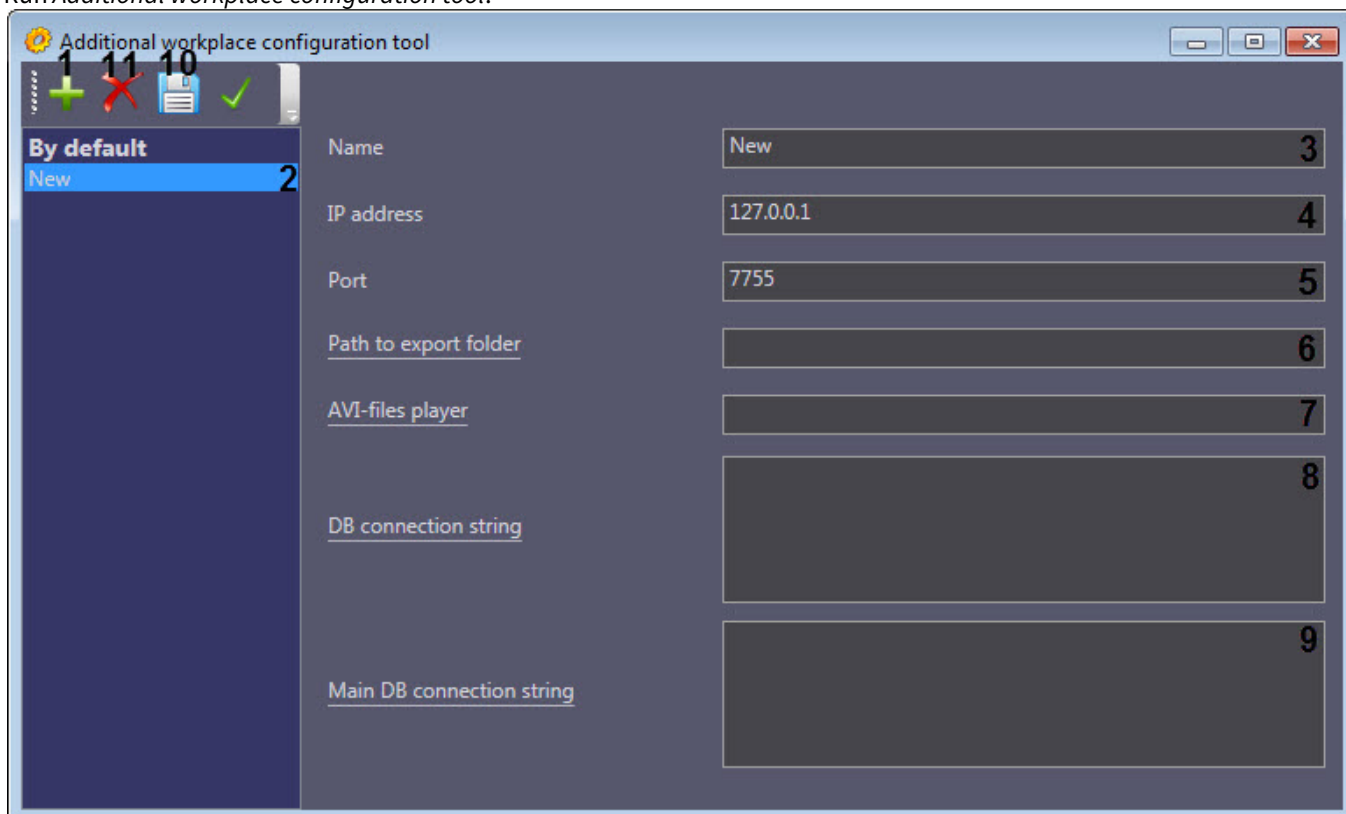 Run Additional workplace configuration tool.
Additional workplace configuration tool
1 11 10
By default
New 2
Name New 3
IP address 127.0.0.1 4
Port 7755 5
Path to export folder 6
AVI-files player 7
8
DB connection string
9
Main DB connection string